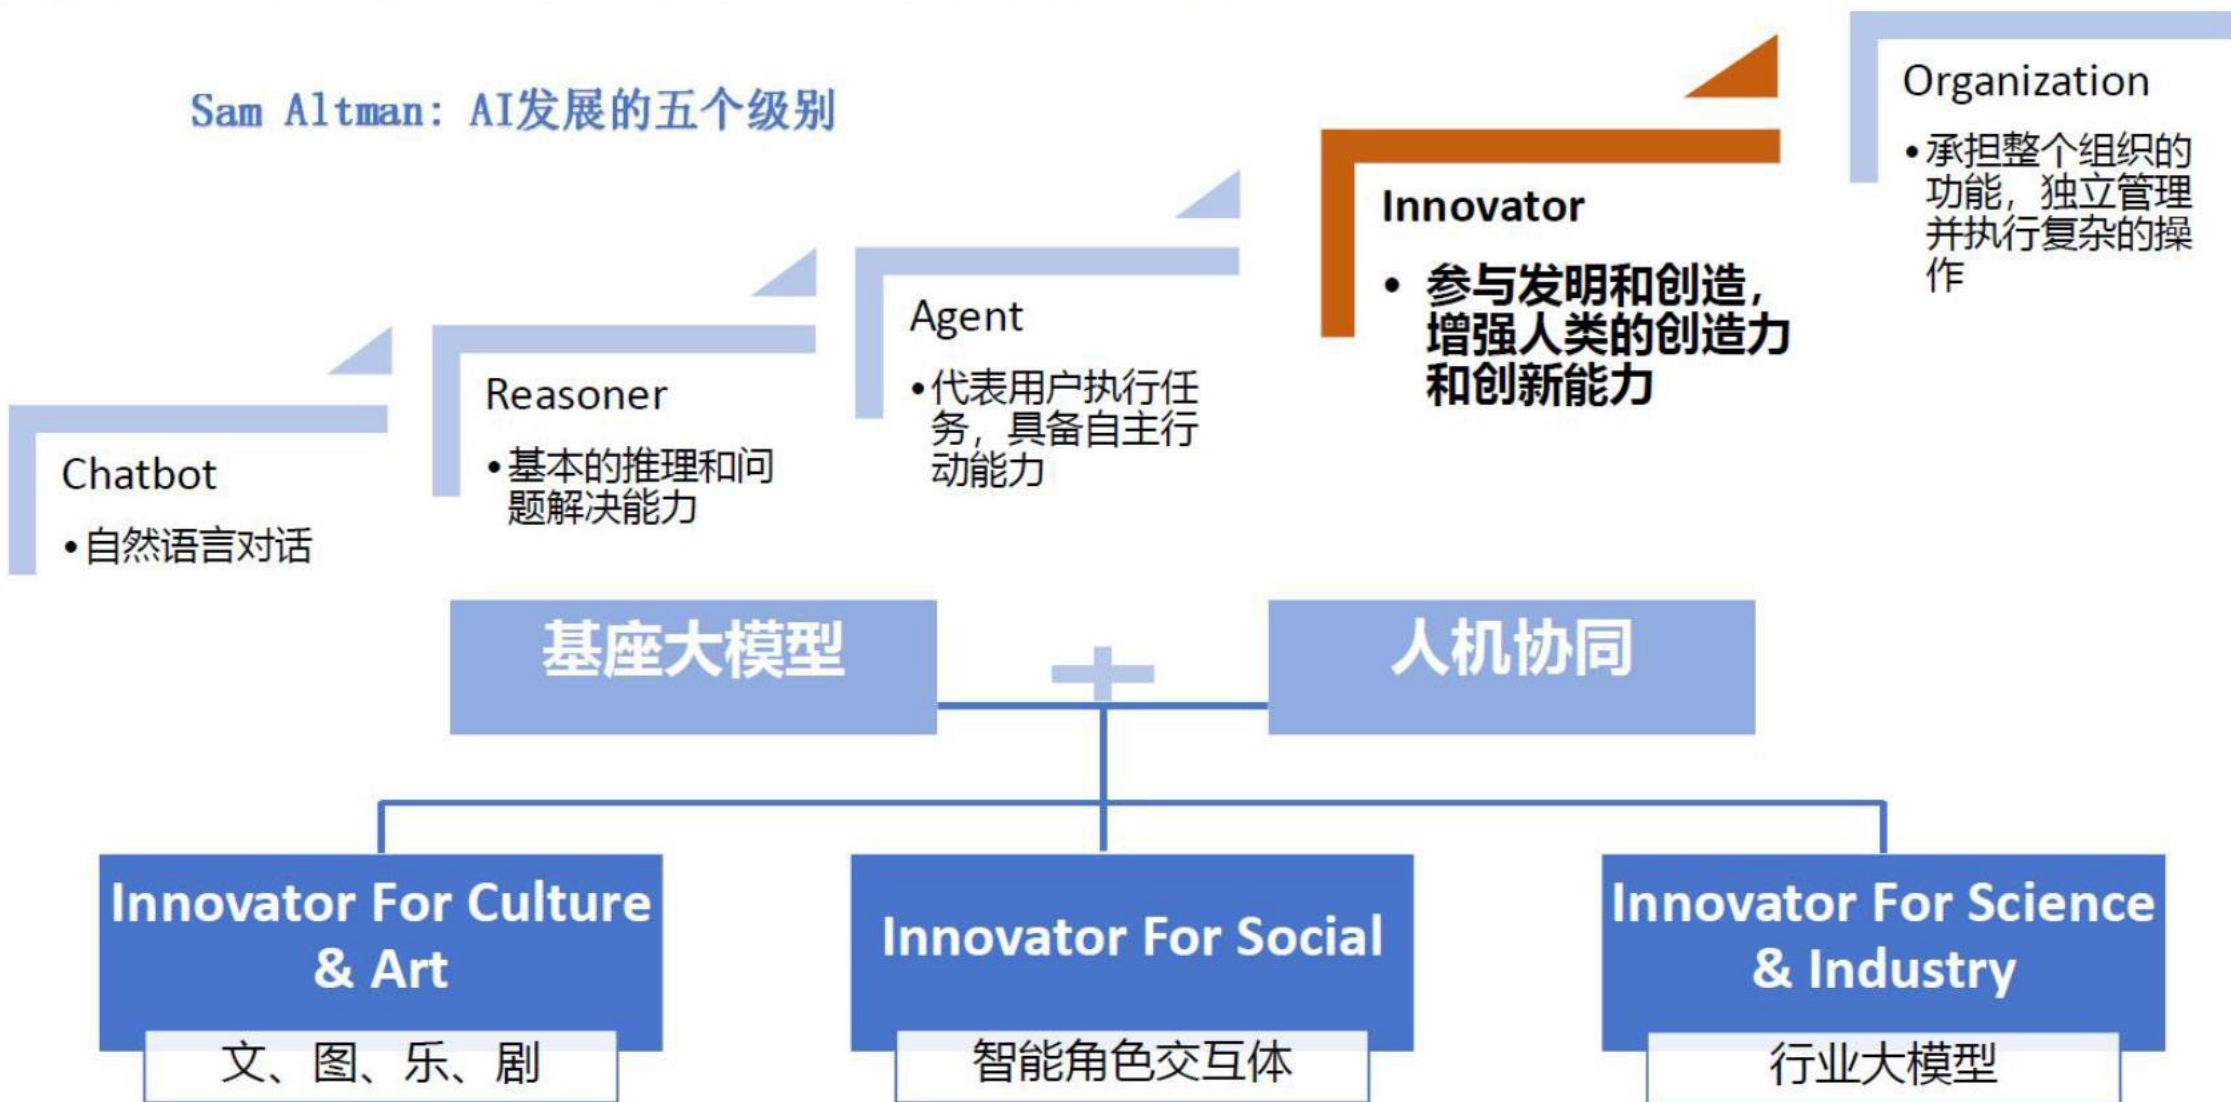 Sam Altman: AI发展的五个级别
Chatbot
•自然语言对话
Reasoner
•基本的推理和问
题解决能力
Agent
•代表用户执行任
务，具备自主行
动能力
Innovator
• 参与发明和创造，
增强人类的创造力
和创新能力
Organization
•承担整个组织的
功能，独立管理
并执行复杂的操
作
基座大模型
人机协同
Innovator For Culture
& Art
文、图、乐、剧
Innovator For Social
智能角色交互体
Innovator For Science
& Industry
行业大模型